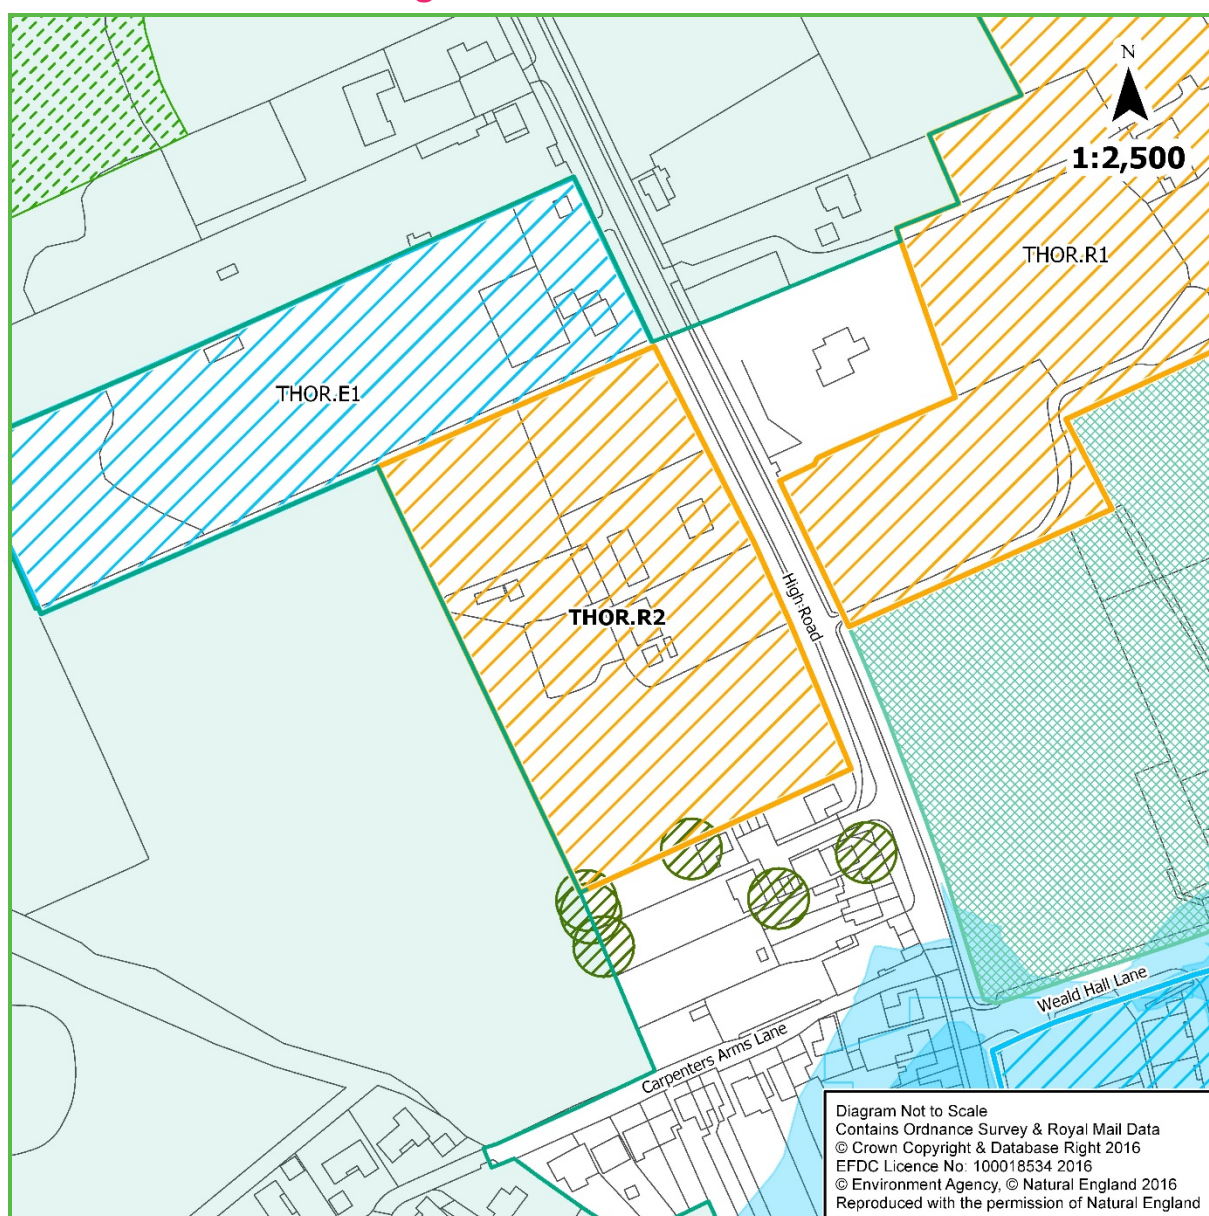 N
1:2,500
THOR.R1
THOR.E1
THOR.R2
High Road
Weald Hall Lane
Carpenters Arms Lane
Diagram Not to Scale
Contains Ordnance Survey & Royal Mail Data
© Crown Copyright & Database Right 2016
EFDC Licence No: 100018534 2016
© Environment Agency, © Natural England 2016
Reproduced with the permission of Natural England